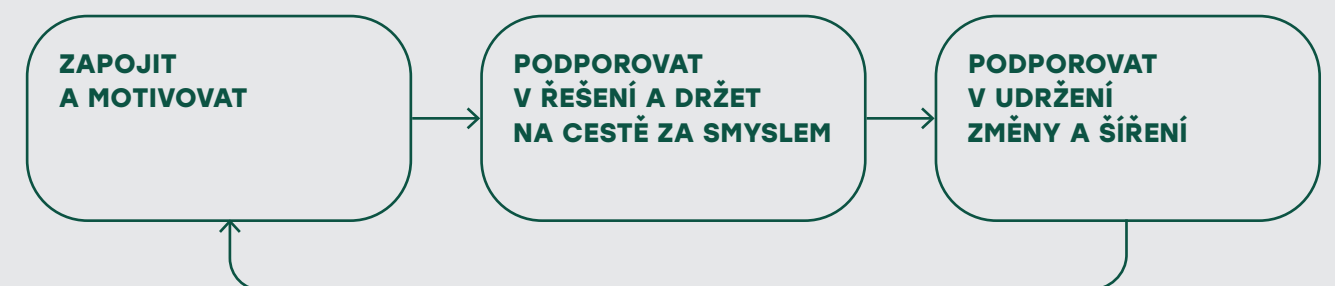 ZAPOJIT
A MOTIVOVAT
PODPOROVAT
V ŘEŠENÍ A DRŽET
NA CESTĚ ZA SMYSLEM
PODPOROVAT
V UDRŽENÍ
ZMĚNY A ŠÍŘENÍ